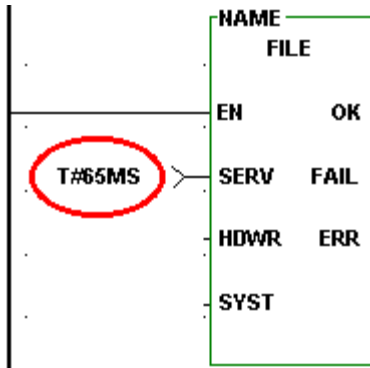 NAME
FILE
EN OK
T#65MS SERV FAIL
HDWR ERR
SYST